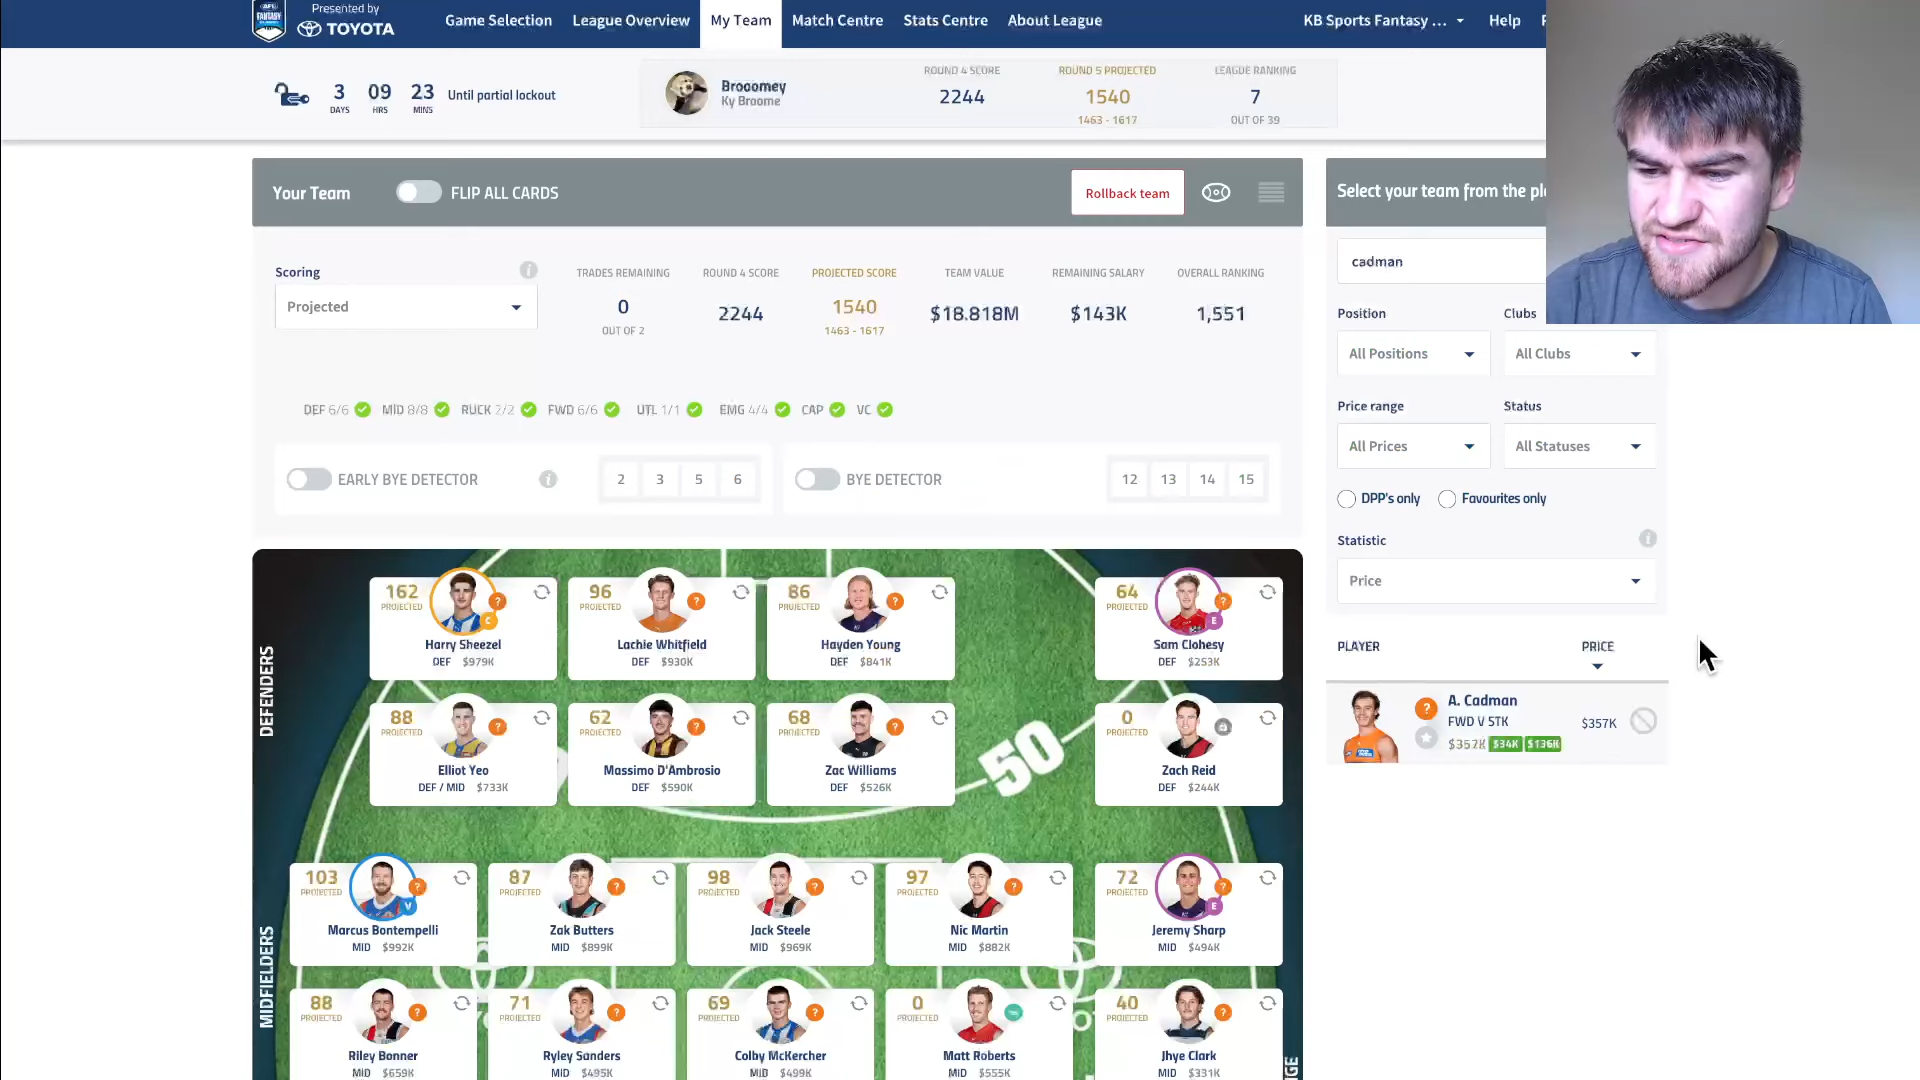 AFL
FANTASY
Presented by
TOYOTA
Game Selection
League Overview
My Team
Match Centre
Stats Centre
About League
KB Sports Fantasy ...
Help
3 09 23
DAYS HRS MINS
Until partial lockout
Brooomey
Ky Broome
ROUND 4 SCORE
2244
ROUND 5 PROJECTED
1540
1463 - 1617
LEAGUE RANKING
7
OUT OF 39
Your Team
FLIP ALL CARDS
Rollback team
Scoring
Projected
TRADES REMAINING
0
OUT OF 2
ROUND 4 SCORE
2244
PROJECTED SCORE
1540
1463 - 1617
TEAM VALUE
$18.818M
REMAINING SALARY
$143K
OVERALL RANKING
1,551
DEF 6/6 MID 8/8 RUCK 2/2 FWD 6/6 UTL 1/1 EMG 4/4 CAP VC
EARLY BYE DETECTOR
2 3 5 6
BYE DETECTOR
12 13 14 15
DEFENDERS
162
PROJECTED
C
Harry Sheezel
DEF $979K
96
PROJECTED
Lachie Whitfield
DEF $930K
86
PROJECTED
Hayden Young
DEF $841K
64
PROJECTED
E
Sam Clohesy
DEF $253K
88
PROJECTED
Elliot Yeo
DEF / MID $733K
62
PROJECTED
Massimo D'Ambrosio
DEF $590K
68
PROJECTED
Zac Williams
DEF $526K
0
PROJECTED
Zach Reid
DEF $244K
50
MIDFIELDERS
103
PROJECTED
V
Marcus Bontempelli
MID $992K
87
PROJECTED
Zak Butters
MID $899K
98
PROJECTED
Jack Steele
MID $969K
97
PROJECTED
Nic Martin
MID $882K
72
PROJECTED
E
Jeremy Sharp
MID $494K
88
PROJECTED
Riley Bonner
MID $659K
71
PROJECTED
Ryley Sanders
MID $495K
69
PROJECTED
Colby McKercher
MID $499K
0
PROJECTED
Matt Roberts
MID $555K
40
PROJECTED
Jhye Clark
MID $331K
Select your team from the pl
cadman
Position
All Positions
Clubs
All Clubs
Price range
All Prices
Status
All Statuses
DPP's only
Favourites only
Statistic
Price
PLAYER
PRICE
A. Cadman
FWD V STK
$357K $34K $136K
$357K